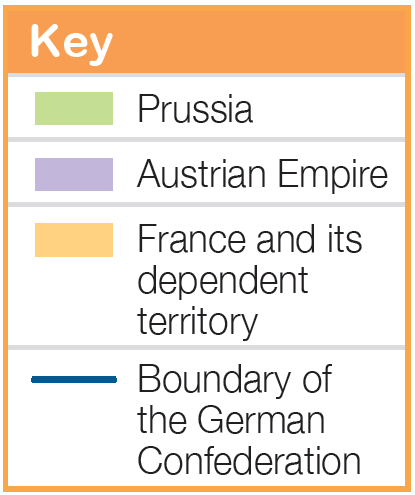 Key
Prussia
Austrian Empire
France and its
dependent
territory
Boundary of
the German
Confederation